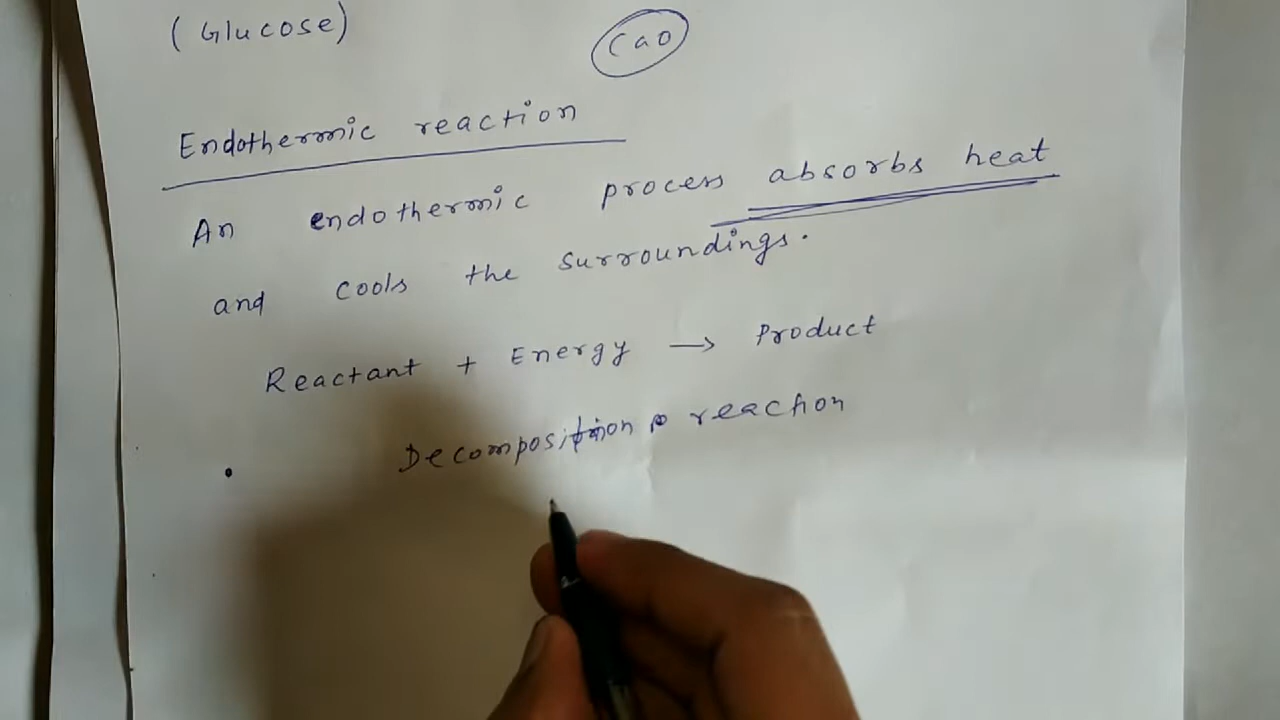 (Glucose)
CaO
Endothermic reaction
An endothermic process absorbs heat
and cools the surroundings.
Reactant + Energy → Product
• Decomposition reaction